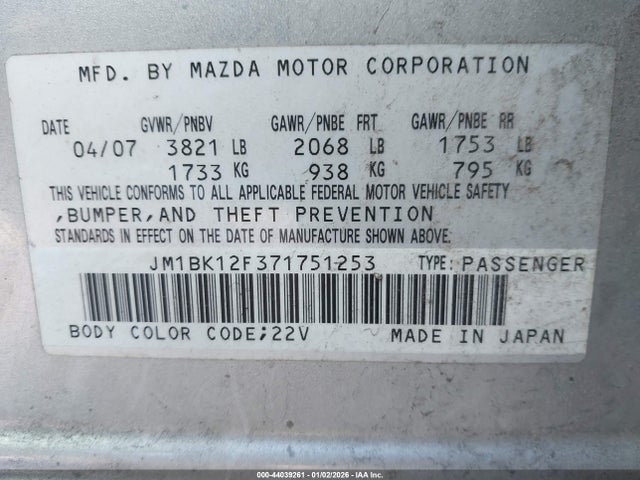 MFD. BY MAZDA MOTOR CORPORATION
DATE GVWR/PNBV GAWR/PNBE FRT GAWR/PNBE RR
04/07 3821 LB 2068 LB 1753 LB
1733 KG 938 KG 795 KG
THIS VEHICLE CONFORMS TO ALL APPLICABLE FEDERAL MOTOR VEHICLE SAFETY
,BUMPER,AND THEFT PREVENTION
STANDARDS IN EFFECT ON THE DATE OF MANUFACTURE SHOWN ABOVE.
JM1BK12F371751253 TYPE: PASSENGER
BODY COLOR CODE;22V MADE IN JAPAN
000-44039261 - 01/02/2026 - IAA Inc.